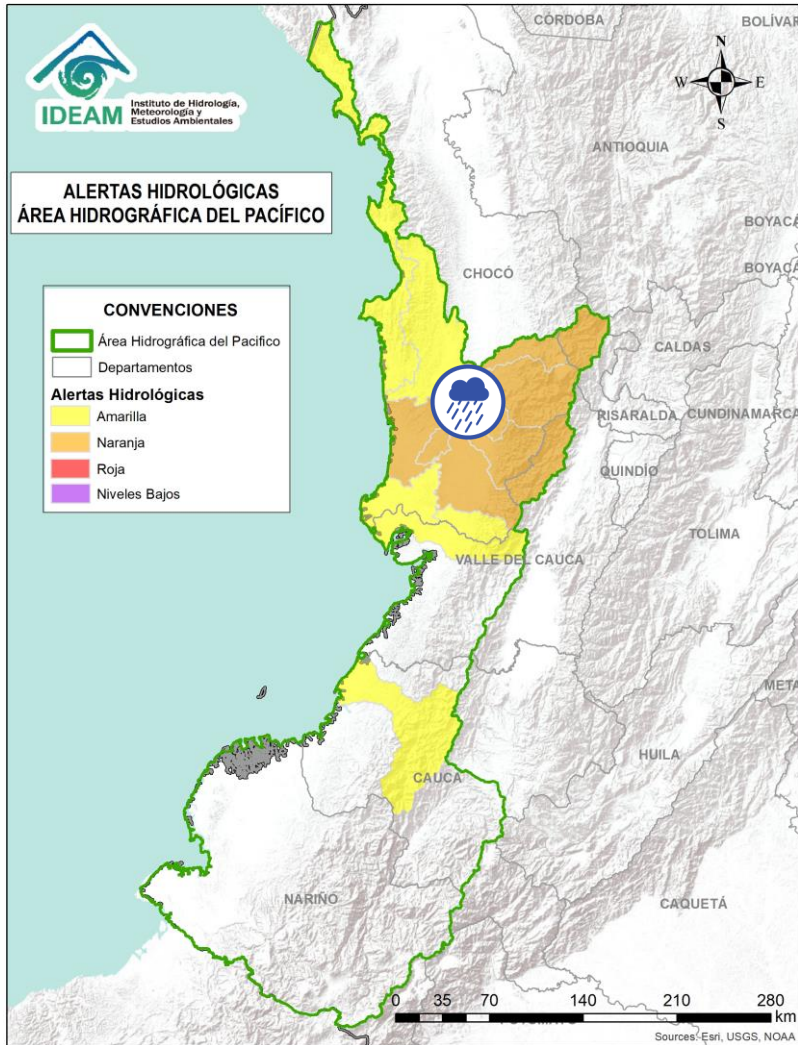 CÓRDOBA
BOLÍVAR
N
W
E
S
IDEAM
Instituto de Hidrología,
Meteorología y
Estudios Ambientales
ANTIOQUIA
ALERTAS HIDROLÓGICAS
ÁREA HIDROGRÁFICA DEL PACÍFICO
BOYACÁ
BOYACÁ
CHOCÓ
CONVENCIONES
Área Hidrográfica del Pacifico
Departamentos
Alertas Hidrológicas
Amarilla
Naranja
Roja
Niveles Bajos
CALDAS
RISARALDA
CUNDINAMARCA
QUINDÍO
TOLIMA
VALLE DEL CAUCA
META
HUILA
CAUCA
NARIÑO
CAQUETÁ
0 35 70 140 210 280
km
Sources: Esri, USGS, NOAA